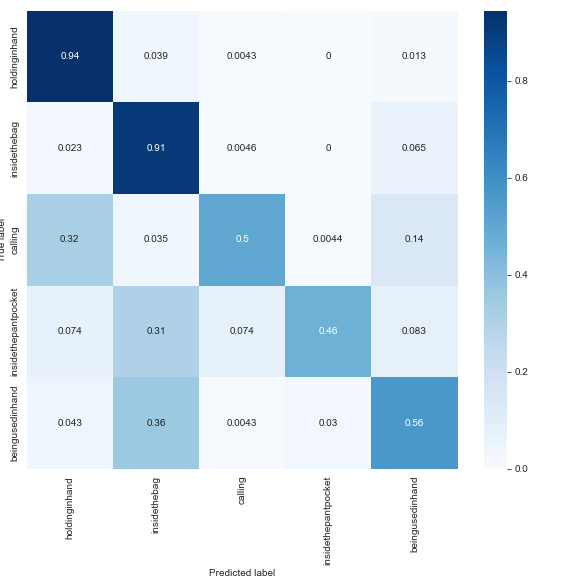 holdinginhand 0.94 0.039 0.0043 0 0.013
insidethebag 0.023 0.91 0.0046 0 0.065
True label
calling 0.32 0.035 0.5 0.0044 0.14
insidethepantpocket 0.074 0.31 0.074 0.46 0.083
beingusedinhand 0.043 0.36 0.0043 0.03 0.56
holdinginhand insidethebag calling insidethepantpocket beingusedinhand
Predicted label
0.8
0.6
0.4
0.2
0.0